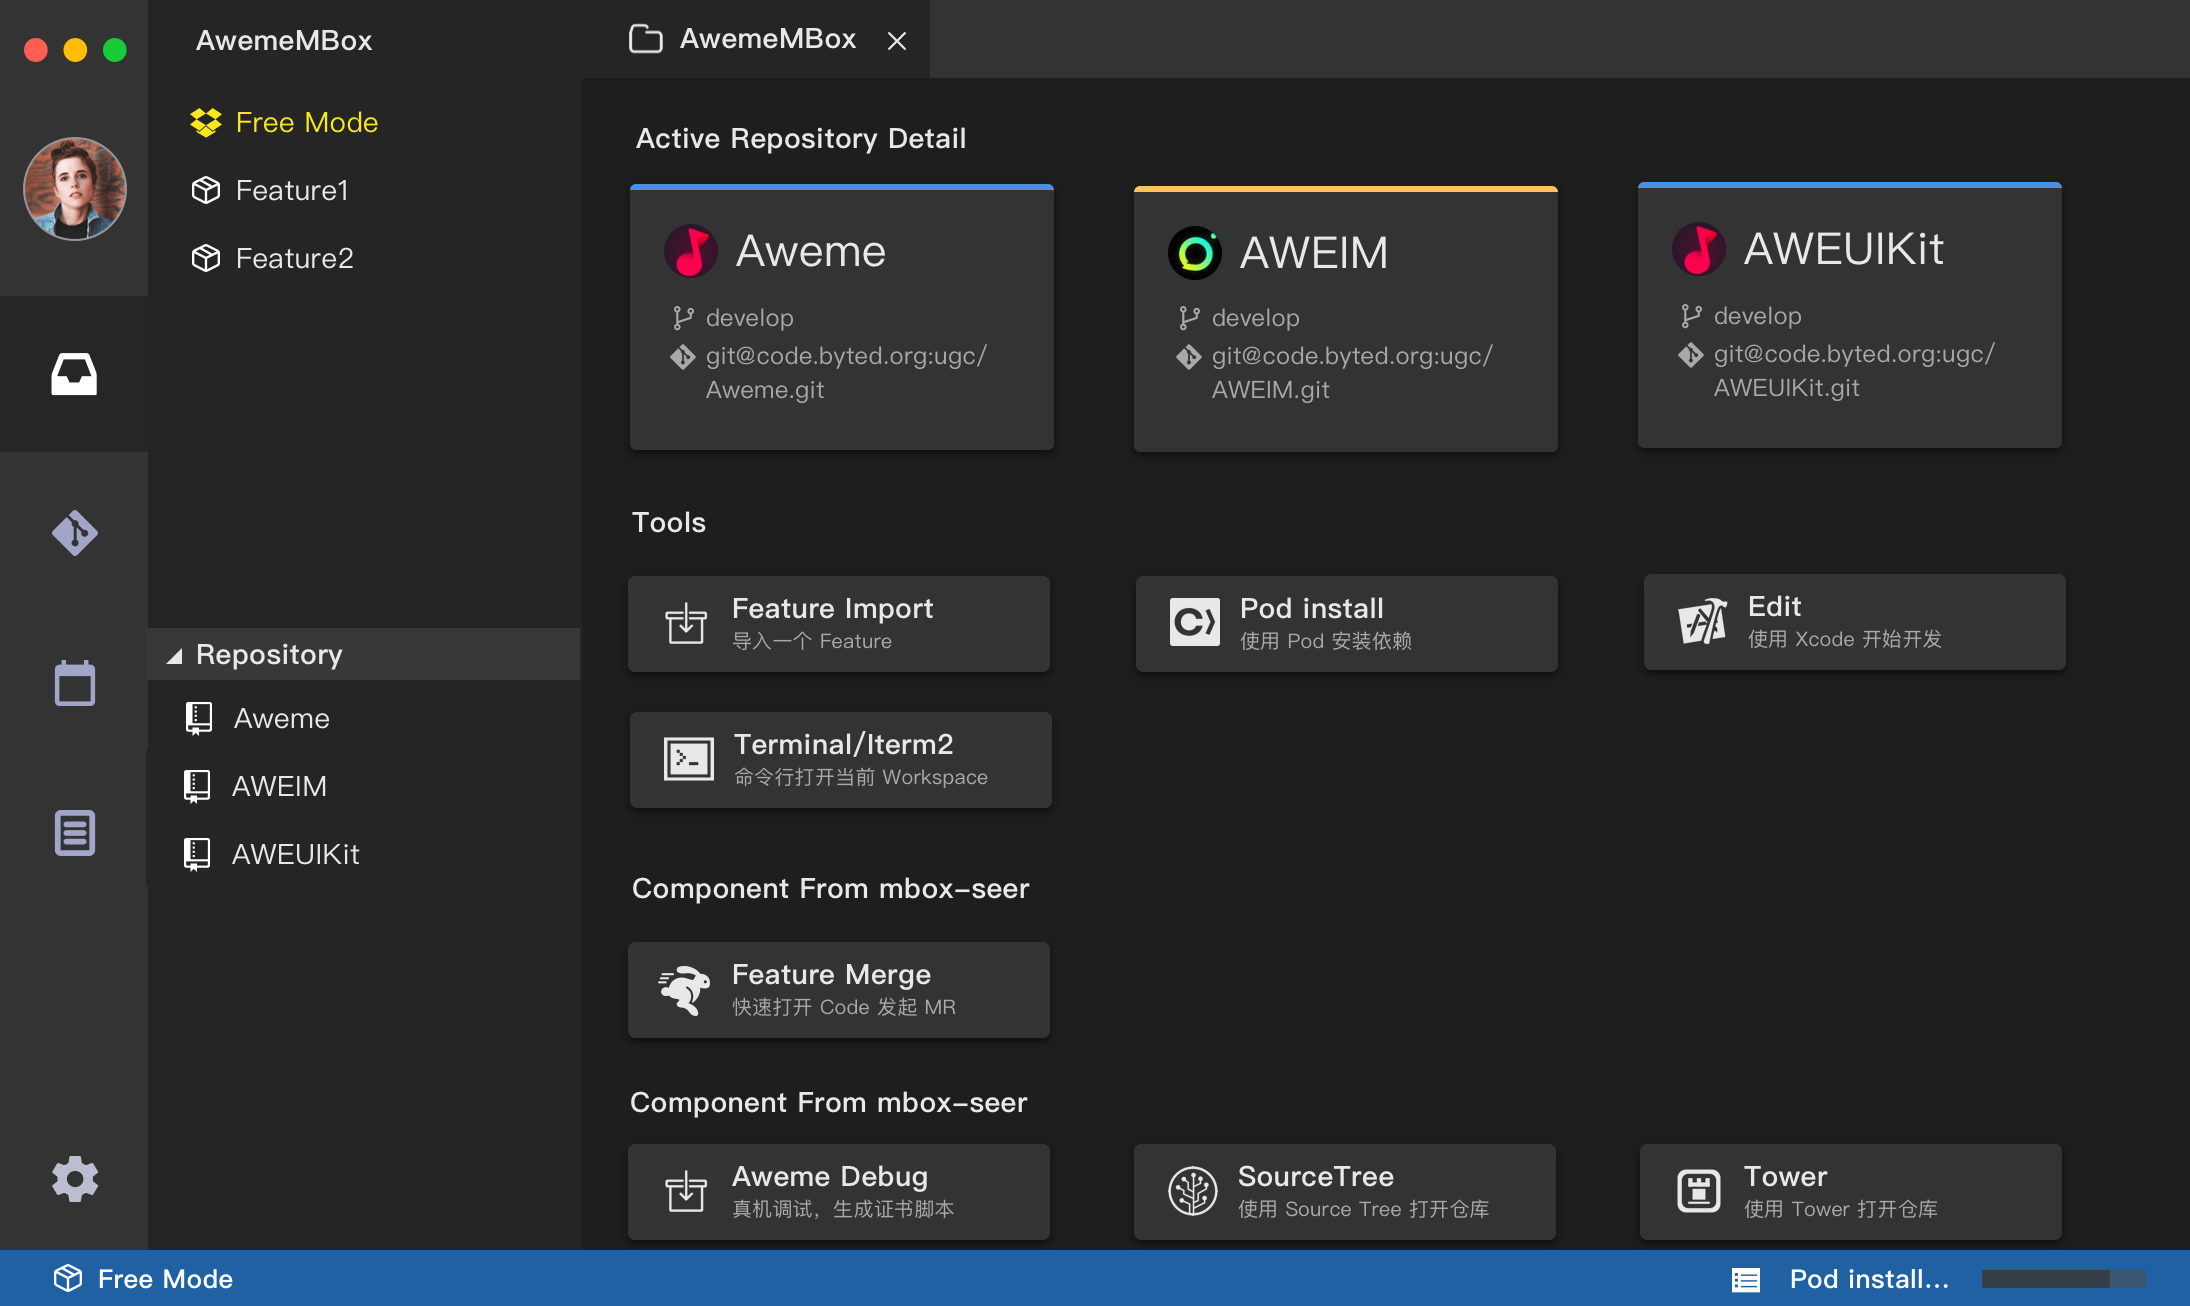 AwemeMBox
Free Mode
Feature1
Feature2
Repository
Aweme
AWEIM
AWEUIKit
AwemeMBox
Active Repository Detail
Aweme
develop
git@code.byted.org:ugc/
Aweme.git
AWEIM
develop
git@code.byted.org:ugc/
AWEIM.git
AWEUIKit
develop
git@code.byted.org:ugc/
AWEUIKit.git
Tools
Feature Import
导入一个 Feature
Pod install
使用 Pod 安装依赖
Edit
使用 Xcode 开始开发
Terminal/Iterm2
命令行打开当前 Workspace
Component From mbox-seer
Feature Merge
快速打开 Code 发起 MR
Component From mbox-seer
Aweme Debug
真机调试，生成证书脚本
SourceTree
使用 Source Tree 打开仓库
Tower
使用 Tower 打开仓库
Free Mode
Pod install...